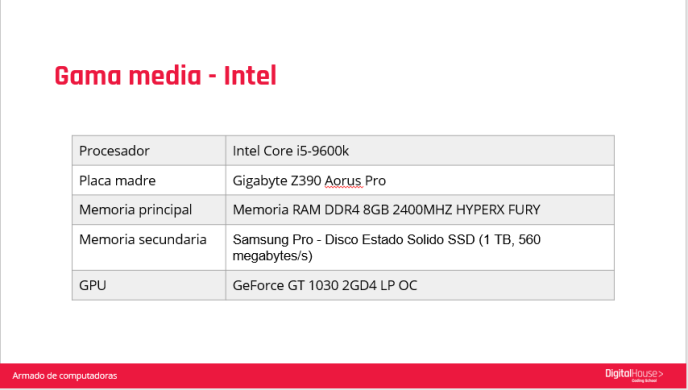 Gama media - Intel
Procesador
Intel Core i5-9600k
Placa madre
Gigabyte Z390 Aorus Pro
Memoria principal
Memoria RAM DDR4 8GB 2400MHZ HYPERX FURY
Memoria secundaria
Samsung Pro - Disco Estado Solido SSD (1 TB, 560
megabytes/s)
GPU
GeForce GT 1030 2GD4 LP OC
Armado de computadoras
DigitalHouse>
Coding School